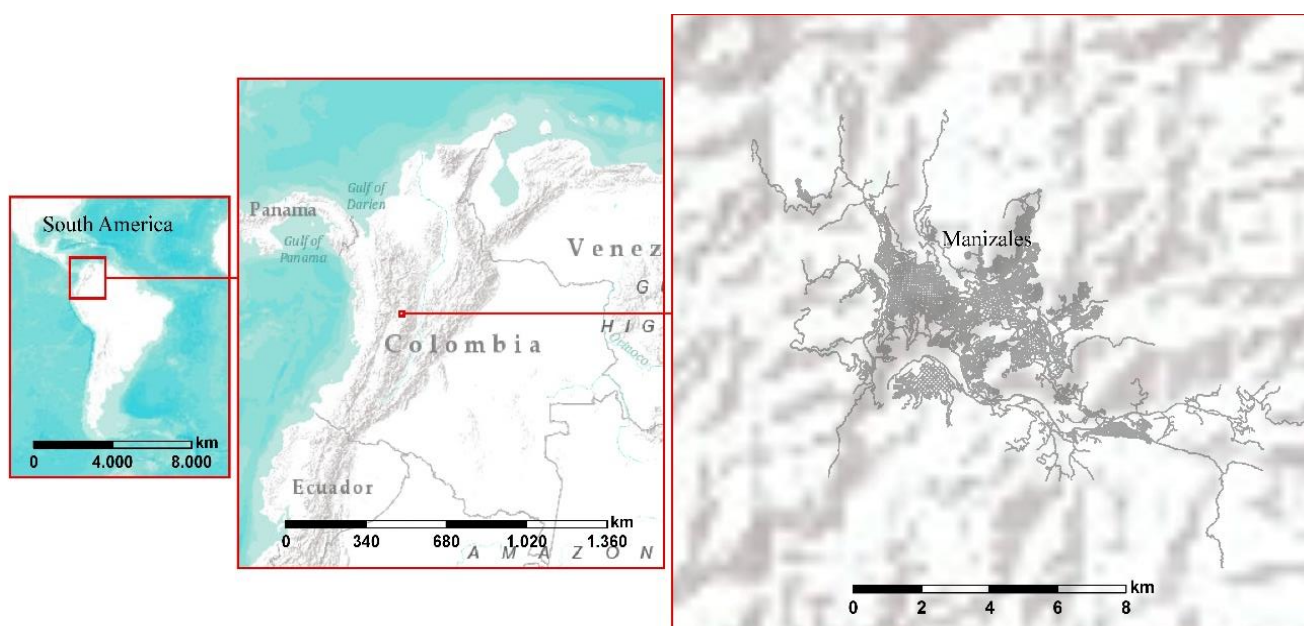 South America
km
0 4.000 8.000
Gulf of
Darien
Panama
Gulf of
Panama
Venez
G
HIG
Orinoco
Colombia
Ecuador
km
0 340 680 1.020 1.360
AMAZON
Manizales
km
0 2 4 6 8